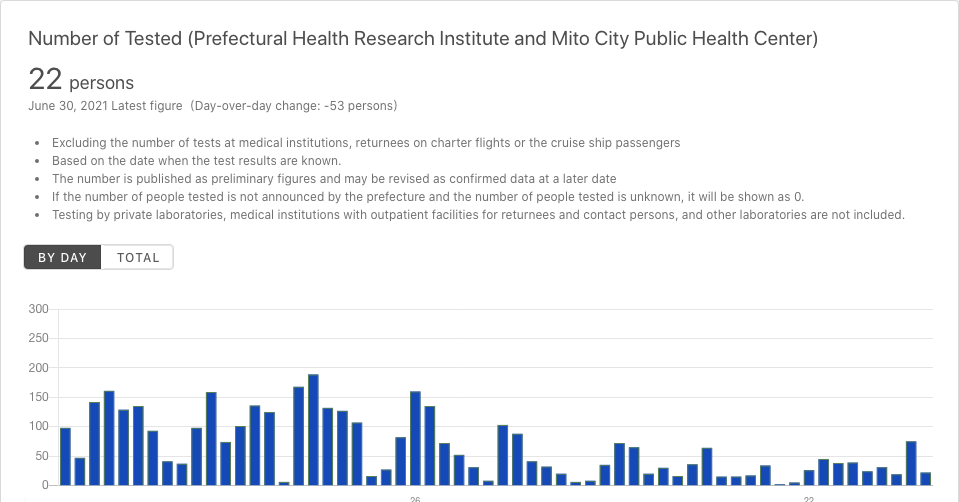 Number of Tested (Prefectural Health Research Institute and Mito City Public Health Center)
22 persons
June 30, 2021 Latest figure (Day-over-day change: -53 persons)
• Excluding the number of tests at medical institutions, returnees on charter flights or the cruise ship passengers
• Based on the date when the test results are known.
• The number is published as preliminary figures and may be revised as confirmed data at a later date
• If the number of people tested is not announced by the prefecture and the number of people tested is unknown, it will be shown as 0.
• Testing by private laboratories, medical institutions with outpatient facilities for returnees and contact persons, and other laboratories are not included.
BY DAY TOTAL
300
250
200
150
100
50
0
26 22